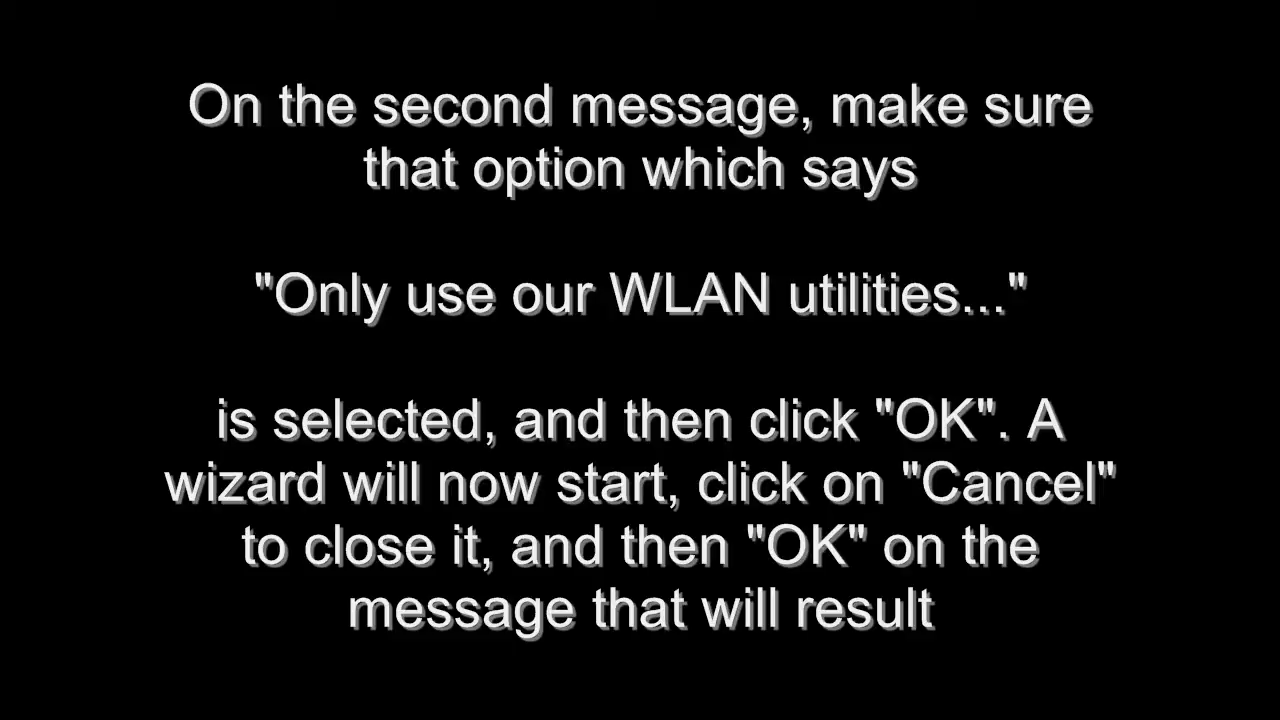 On the second message, make sure
that option which says
"Only use our WLAN utilities..."
is selected, and then click "OK". A
wizard will now start, click on "Cancel"
to close it, and then "OK" on the
message that will result